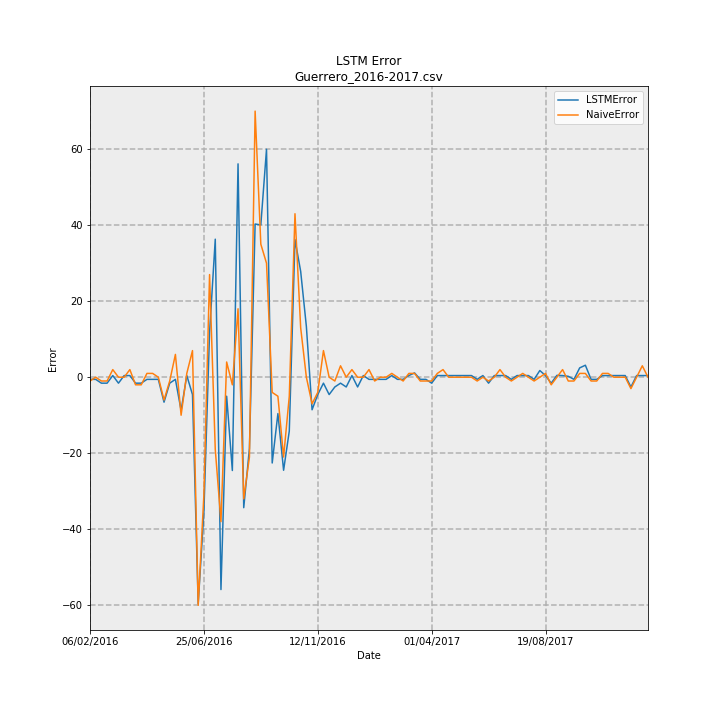 LSTM Error
Guerrero_2016-2017.csv
LSTMError
NaiveError
60
40
20
0
−20
−40
−60
Error
06/02/2016
25/06/2016
12/11/2016
01/04/2017
19/08/2017
Date